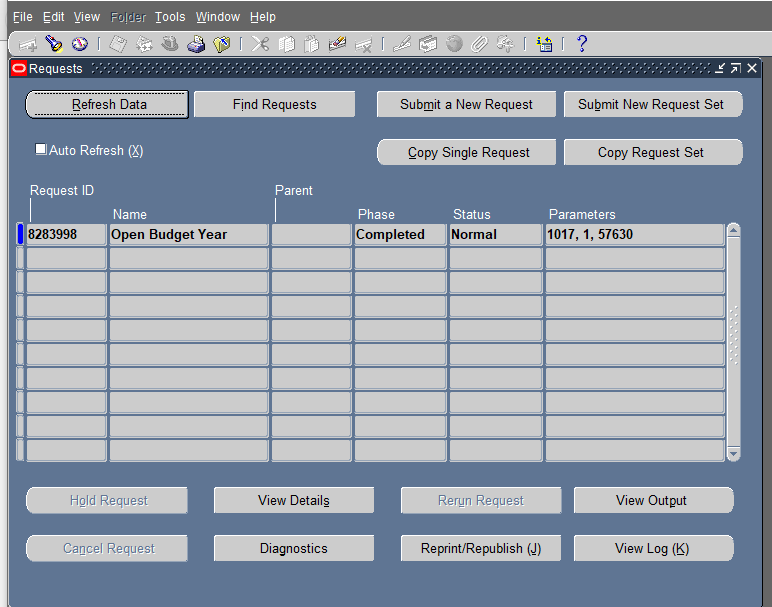 File Edit View Folder Tools Window Help
?
Requests
Refresh Data Find Requests Submit a New Request Submit New Request Set
Auto Refresh (X) Copy Single Request Copy Request Set
Request ID Parent
Name Phase Status Parameters
8283998 Open Budget Year Completed Normal 1017, 1, 57630
Hold Request View Details Rerun Request View Output
Cancel Request Diagnostics Reprint/Republish (J) View Log (K)